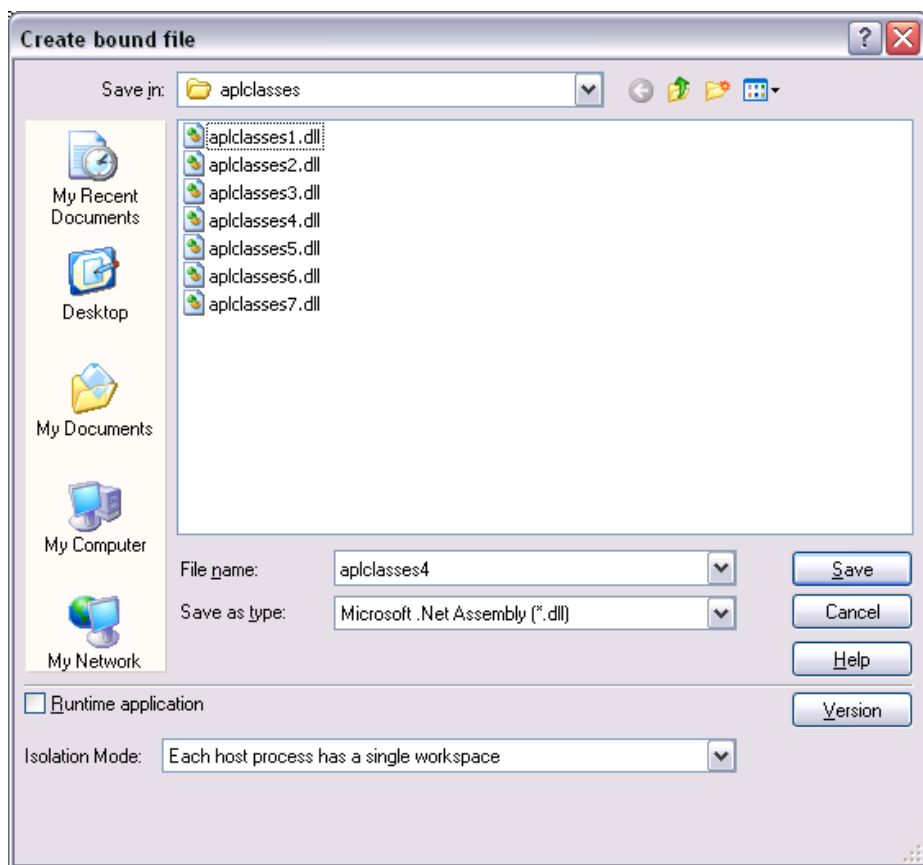 Create bound file
Save in: aplclasses
aplclasses1.dll
aplclasses2.dll
aplclasses3.dll
aplclasses4.dll
aplclasses5.dll
aplclasses6.dll
aplclasses7.dll
My Recent
Documents
Desktop
My Documents
My Computer
My Network
File name: aplclasses4 Save
Save as type: Microsoft .Net Assembly (*.dll) Cancel
Help
Runtime application Version
Isolation Mode: Each host process has a single workspace